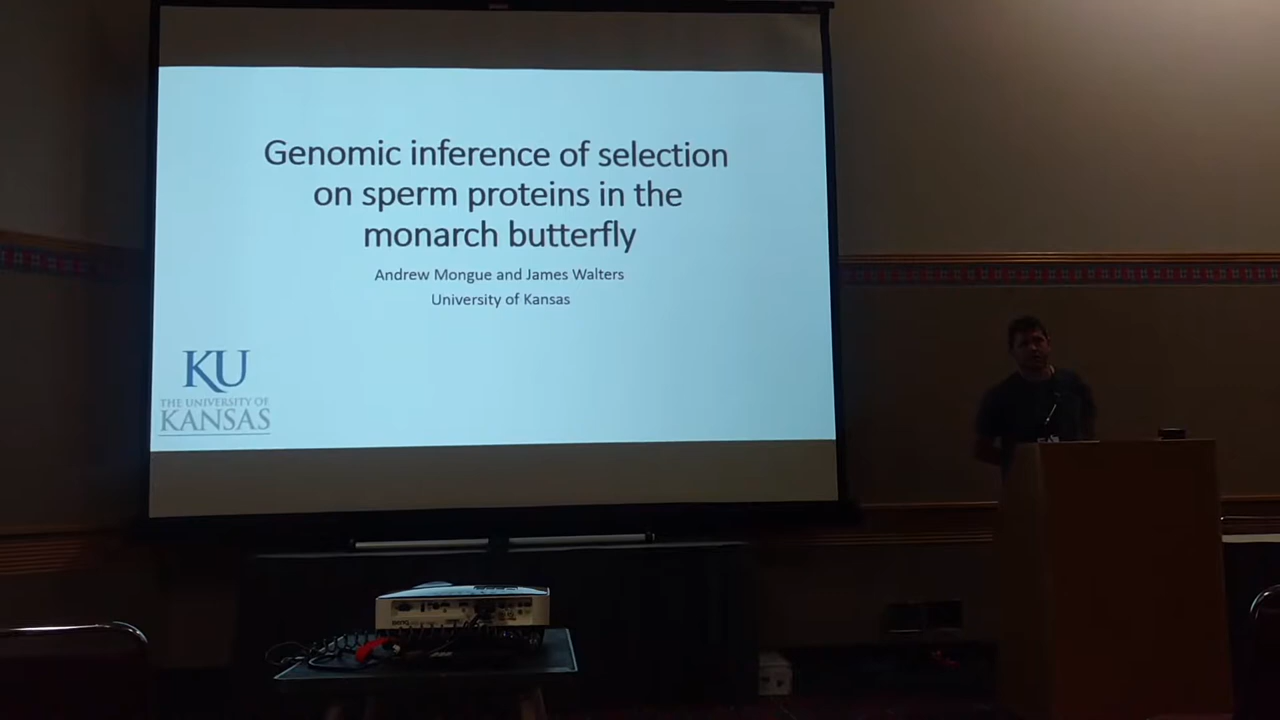 Genomic inference of selection
on sperm proteins in the
monarch butterfly
Andrew Mongue and James Walters
University of Kansas
KU
THE UNIVERSITY OF
KANSAS
BENQ